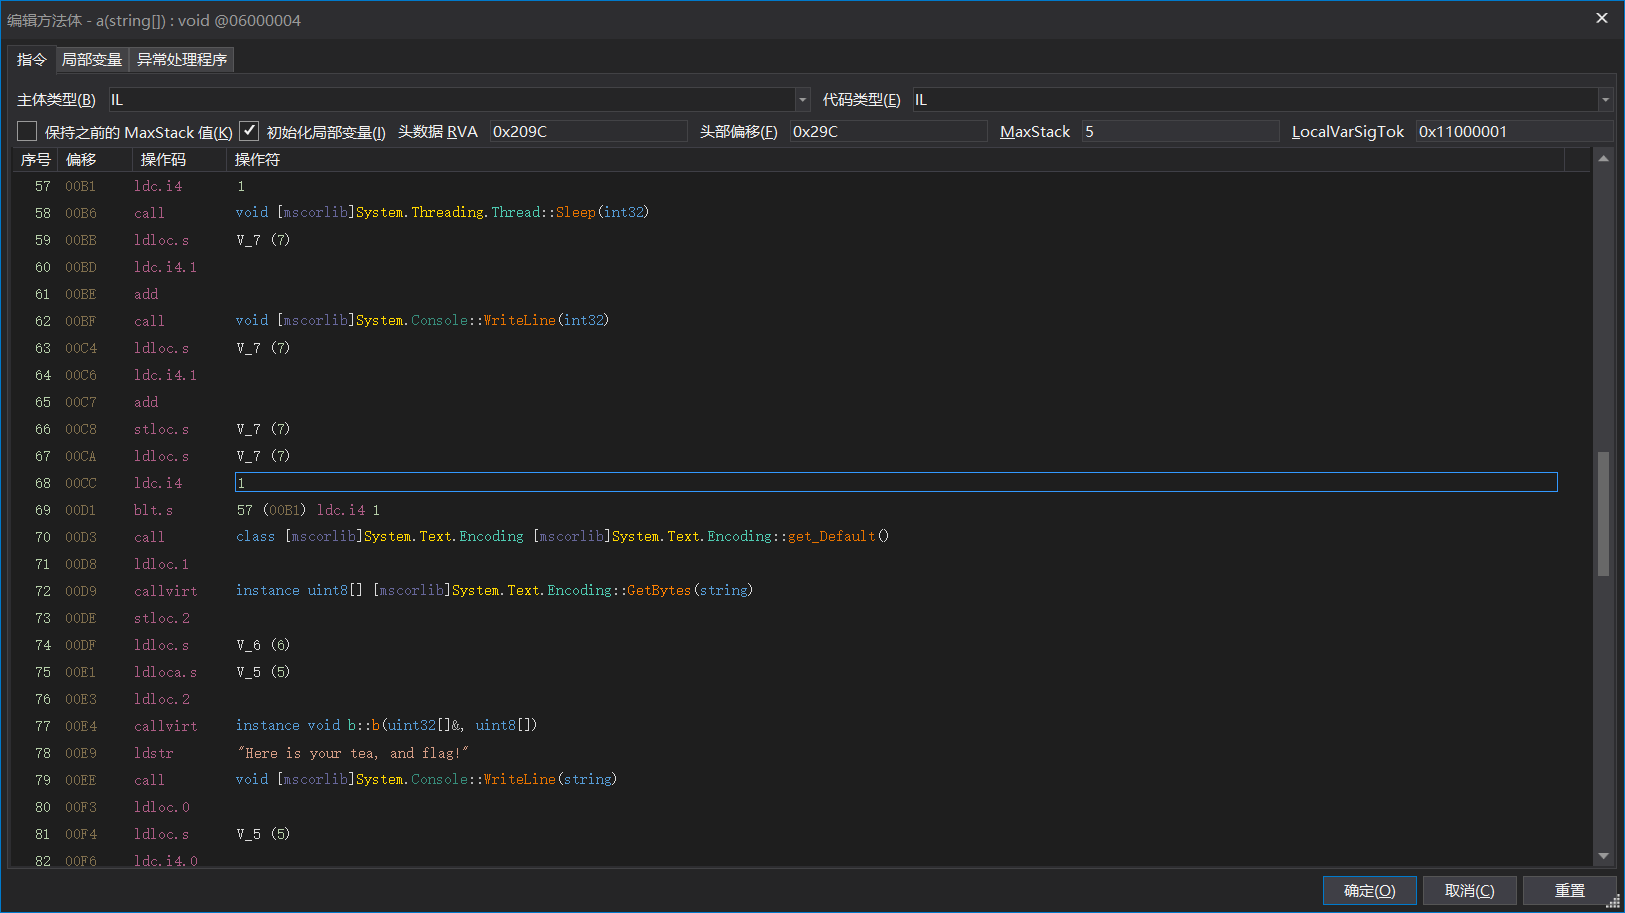 编辑方法体 - a(string[]) : void @06000004
指令 局部变量 异常处理程序
主体类型(B) IL 代码类型(E) IL
保持之前的 MaxStack 值(K) 初始化局部变量(I) 头数据 RVA 0x209C 头部偏移(F) 0x29C MaxStack 5 LocalVarSigTok 0x11000001
序号 偏移 操作码 操作符
57 00B1 ldc.i4 1
58 00B6 call void [mscorlib]System.Threading.Thread::Sleep(int32)
59 00BB ldloc.s V_7 (7)
60 00BD ldc.i4.1
61 00BE add
62 00BF call void [mscorlib]System.Console::WriteLine(int32)
63 00C4 ldloc.s V_7 (7)
64 00C6 ldc.i4.1
65 00C7 add
66 00C8 stloc.s V_7 (7)
67 00CA ldloc.s V_7 (7)
68 00CC ldc.i4 1
69 00D1 blt.s 57 (00B1) ldc.i4 1
70 00D3 call class [mscorlib]System.Text.Encoding [mscorlib]System.Text.Encoding::get_Default()
71 00D8 ldloc.1
72 00D9 callvirt instance uint8[] [mscorlib]System.Text.Encoding::GetBytes(string)
73 00DE stloc.2
74 00DF ldloc.s V_6 (6)
75 00E1 ldloca.s V_5 (5)
76 00E3 ldloc.2
77 00E4 callvirt instance void b::b(uint32[]&, uint8[])
78 00E9 ldstr "Here is your tea, and flag!"
79 00EE call void [mscorlib]System.Console::WriteLine(string)
80 00F3 ldloc.0
81 00F4 ldloc.s V_5 (5)
82 00F6 ldc.i4.0
确定(O) 取消(C) 重置